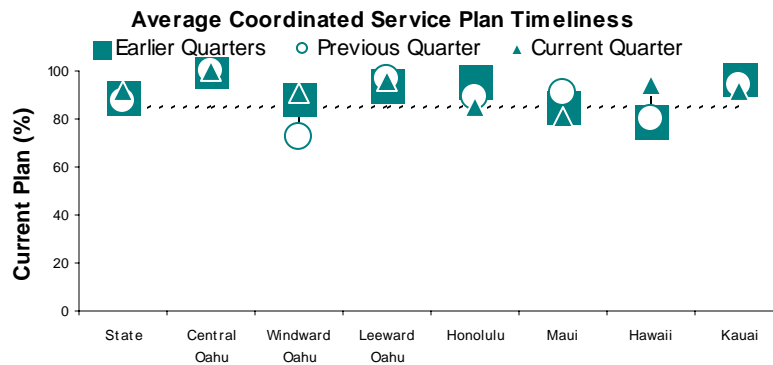 Average Coordinated Service Plan Timeliness
Earlier Quarters Previous Quarter Current Quarter
Current Plan (%)
100
80
60
40
20
0
State Central Oahu Windward Oahu Leeward Oahu Honolulu Maui Hawaii Kauai